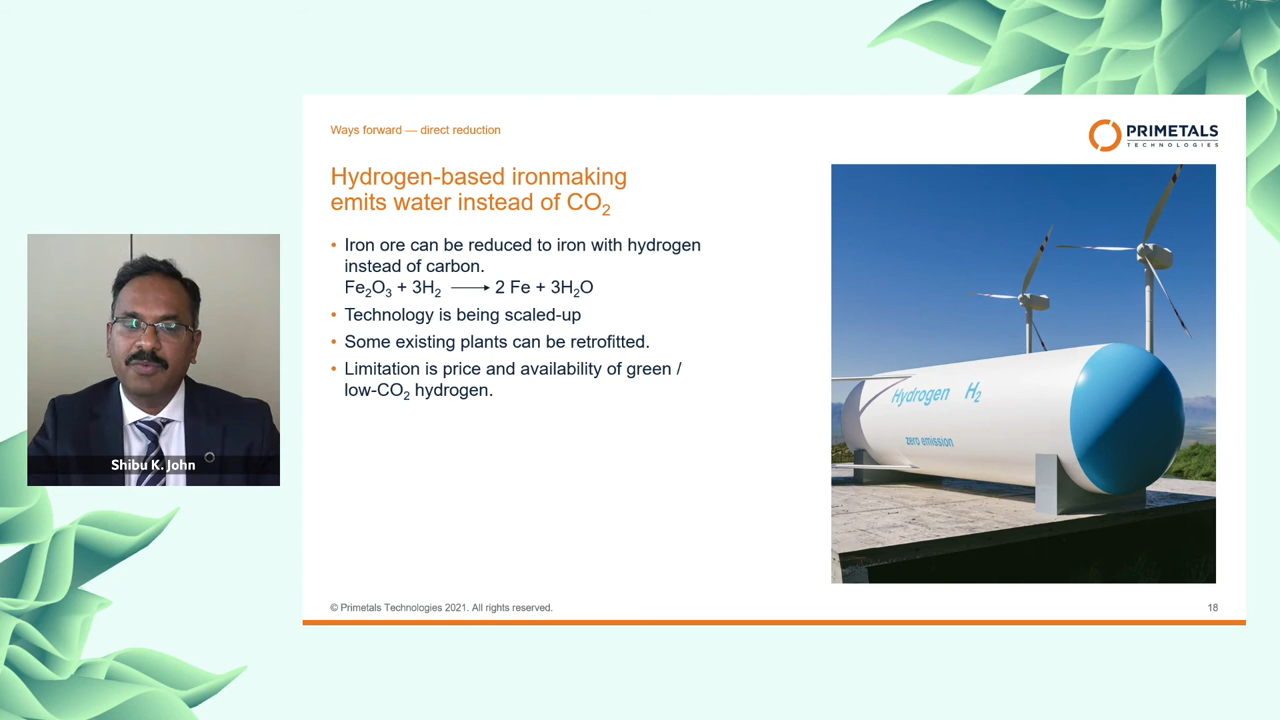 Ways forward — direct reduction
PRIMETALS
TECHNOLOGIES
Hydrogen-based ironmaking
emits water instead of CO₂
• Iron ore can be reduced to iron with hydrogen
instead of carbon.
Fe₂O₃ + 3H₂ ⟶ 2 Fe + 3H₂O
• Technology is being scaled-up
• Some existing plants can be retrofitted.
• Limitation is price and availability of green /
low-CO₂ hydrogen.
Hydrogen H₂
zero emission
Shibu K. John
© Primetals Technologies 2021. All rights reserved.
18